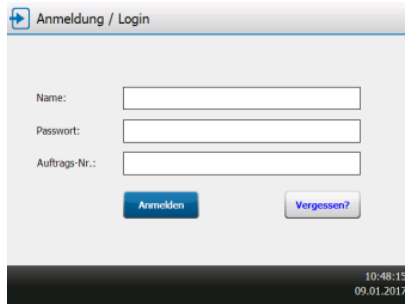 Anmeldung / Login
Name:
Passwort:
Auftrags-Nr.:
Anmelden Vergessen?
10:48:15
09.01.2017